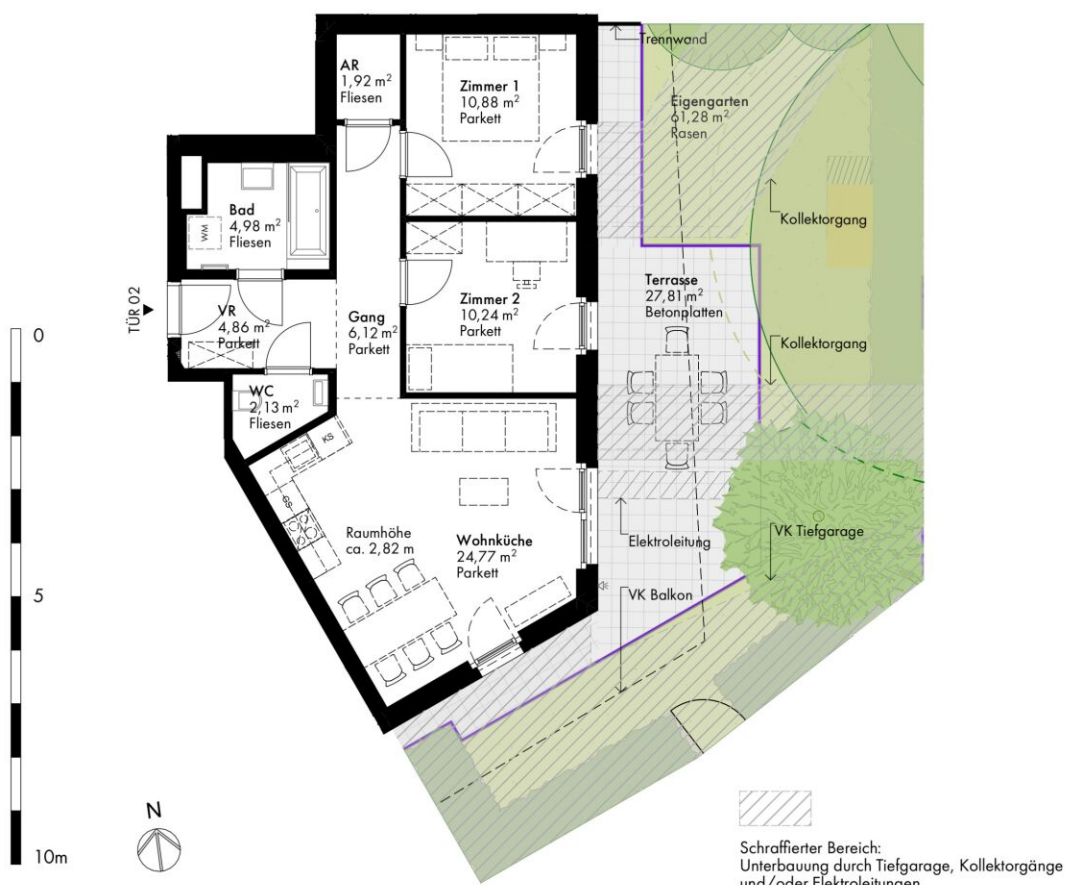 Trennwand
AR
1,92 m²
Fliesen
Zimmer 1
10,88 m²
Parkett
Eigengarten
61,28 m²
Rasen
Bad
4,98 m²
Fliesen
WM
Kollektorgang
TÜR 02
VR
4,86 m²
Parkett
Gang
6,12 m²
Parkett
Zimmer 2
10,24 m²
Parkett
Terrasse
27,81 m²
Betonplatten
0
Kollektorgang
WC
2,13 m²
Fliesen
KS
GS
Raumhöhe
ca. 2,82 m
Wohnküche
24,77 m²
Parkett
Elektroleitung
VK Tiefgarage
5
VK Balkon
N
10m
Schraffierter Bereich:
Unterbauung durch Tiefgarage, Kollektorgänge
und/oder Elektroleitungen